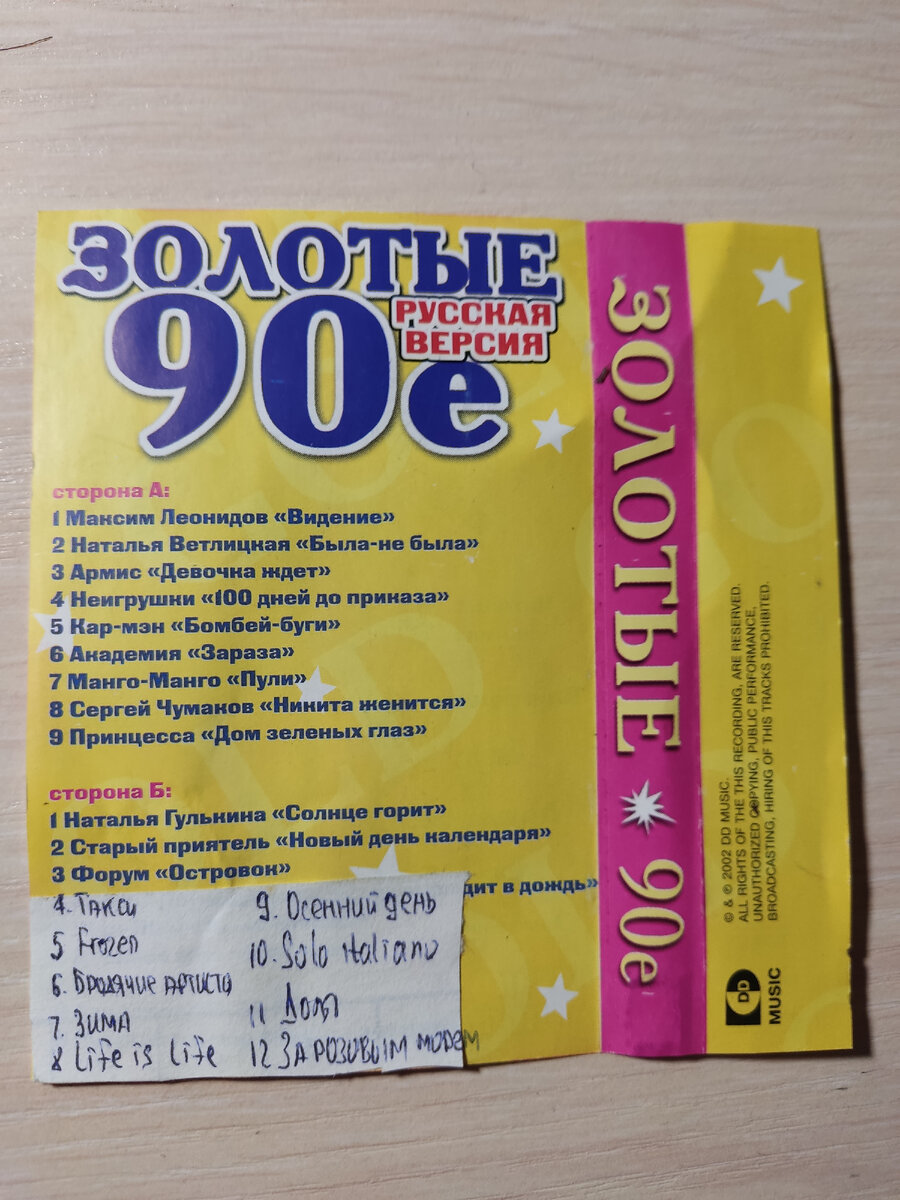 ЗОЛОТЫЕ
90е
РУССКАЯ
ВЕРСИЯ
сторона А:
1 Максим Леонидов «Видение»
2 Наталья Ветлицкая «Была-не была»
3 Армис «Девочка ждет»
4 Неигрушки «100 дней до приказа»
5 Кар-мэн «Бомбей-буги»
6 Академия «Зараза»
7 Манго-Манго «Пули»
8 Сергей Чумаков «Никита женится»
9 Принцесса «Дом зеленых глаз»
сторона Б:
1 Наталья Гулькина «Солнце горит»
2 Старый приятель «Новый день календаря»
3 Форум «Островок»
в дождь»
4. Такси
5 Frozen
6. Бродячие артисты
7. Зима
8 Life is Life
9. Осенний день
10. Solo italiano
11
12 За розовым морем
ЗОЛОТЫЕ 90е
© & ℗ 2002 DD MUSIC.
ALL RIGHTS OF THE THIS RECORDING, ARE RESERVED.
UNAUTHORIZED COPYING, PUBLIC PERFORMANCE,
BROADCASTING, HIRING OF THIS TRACKS PROHIBITED.
DD
MUSIC